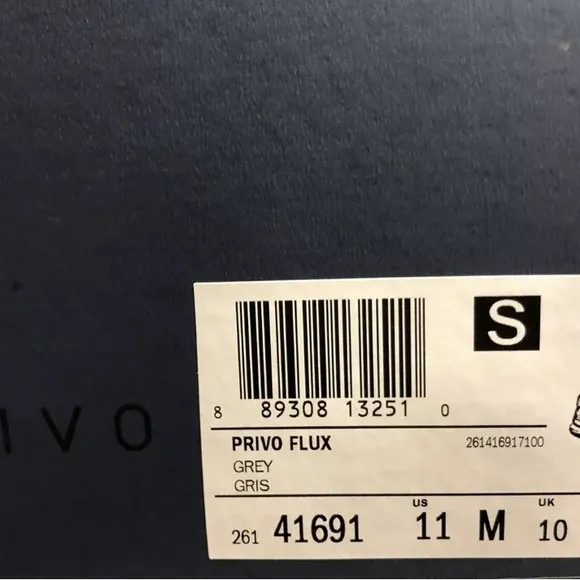 S
8 89308 13251 0
IVO
PRIVO FLUX 261416917100
GREY
GRIS
US UK
261 41691 11 M 10